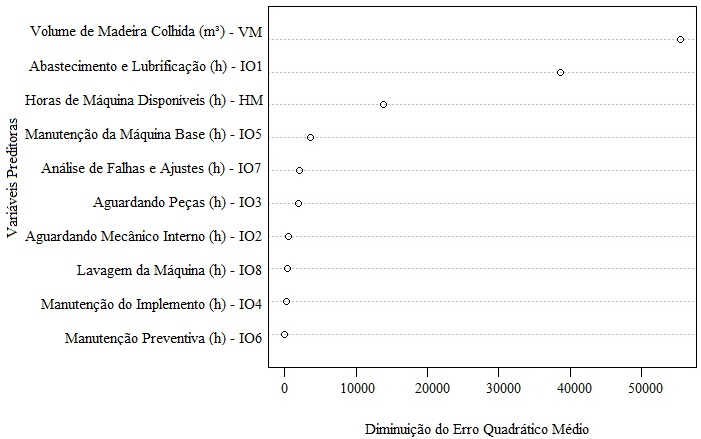 Volume de Madeira Colhida (m³) - VM
Abastecimento e Lubrificação (h) - IO1
Horas de Máquina Disponiveis (h) - HM
Manutenção da Máquina Base (h) - IO5
Análise de Falhas e Ajustes (h) - IO7
Aguardando Peças (h) - IO3
Aguardando Mecânico Interno (h) - IO2
Lavagem da Máquina (h) - IO8
Manutenção do Implemento (h) - IO4
Manutenção Preventiva (h) - IO6
Variáveis Preditoras
0 10000 20000 30000 40000 50000
Diminuição do Erro Quadrático Médio